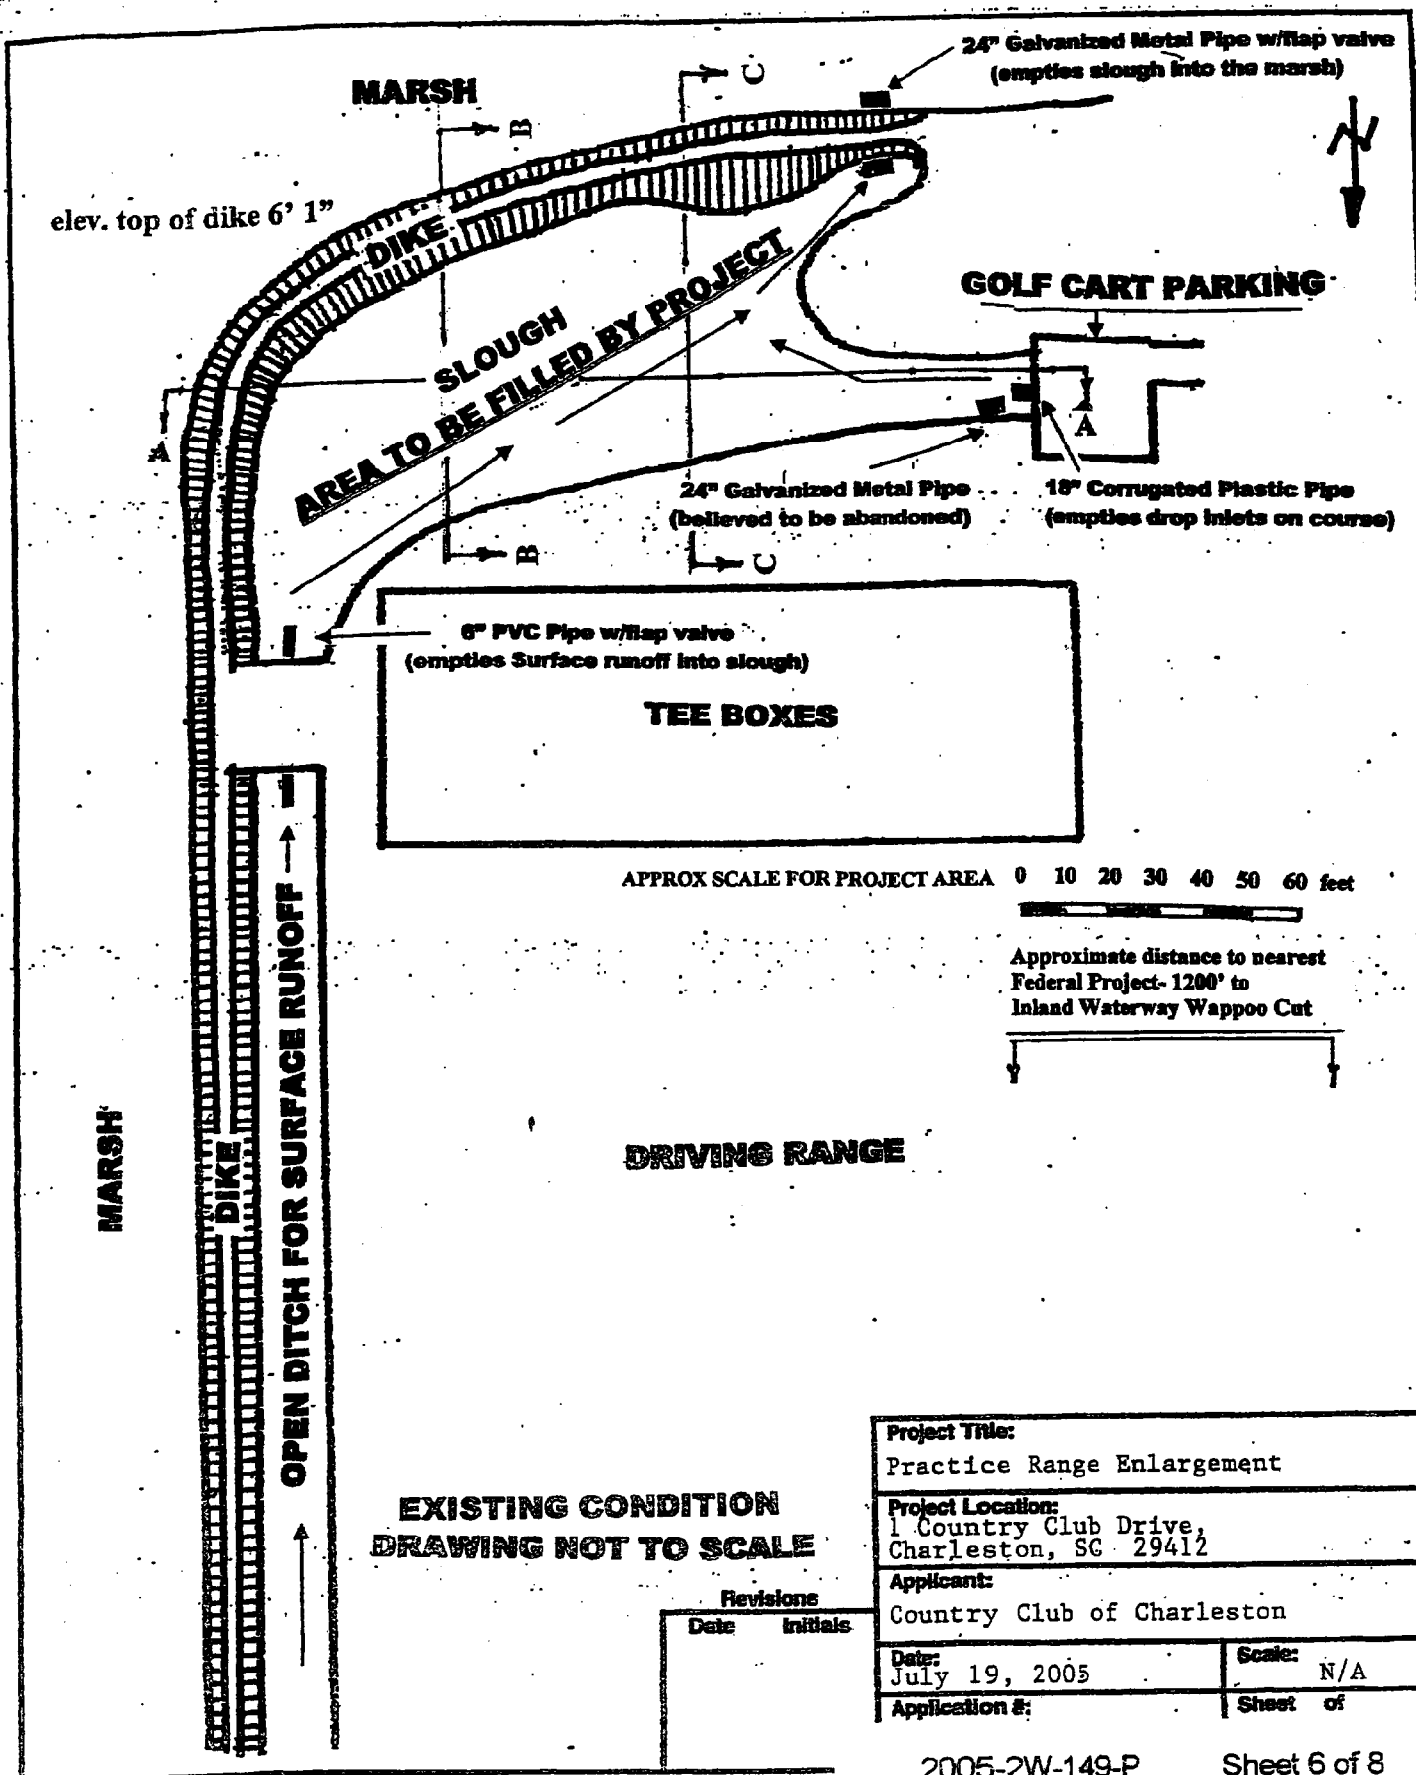 24" Galvanized Metal Pipe w/flap valve
(empties slough into the marsh)
MARSH
C
B
N
elev. top of dike 6' 1"
DIKE
GOLF CART PARKING
SLOUGH
AREA TO BE FILLED BY PROJECT
A
A
A
24" Galvanized Metal Pipe
(believed to be abandoned)
18" Corrugated Plastic Pipe
(empties drop inlets on course)
B
C
6" PVC Pipe w/flap valve
(empties Surface runoff into slough)
TEE BOXES
APPROX SCALE FOR PROJECT AREA 0 10 20 30 40 50 60 feet
Approximate distance to nearest
Federal Project- 1200' to
Inland Waterway Wappoo Cut
OPEN DITCH FOR SURFACE RUNOFF
MARSH
DIKE
DRIVING RANGE
EXISTING CONDITION
DRAWING NOT TO SCALE
Revisions
Date Initials
Project Title:
Practice Range Enlargement
Project Location:
1 Country Club Drive,
Charleston, SC 29412
Applicant:
Country Club of Charleston
Date:
July 19, 2005
Scale:
N/A
Application #:
Sheet of
2005-2W-149-P Sheet 6 of 8